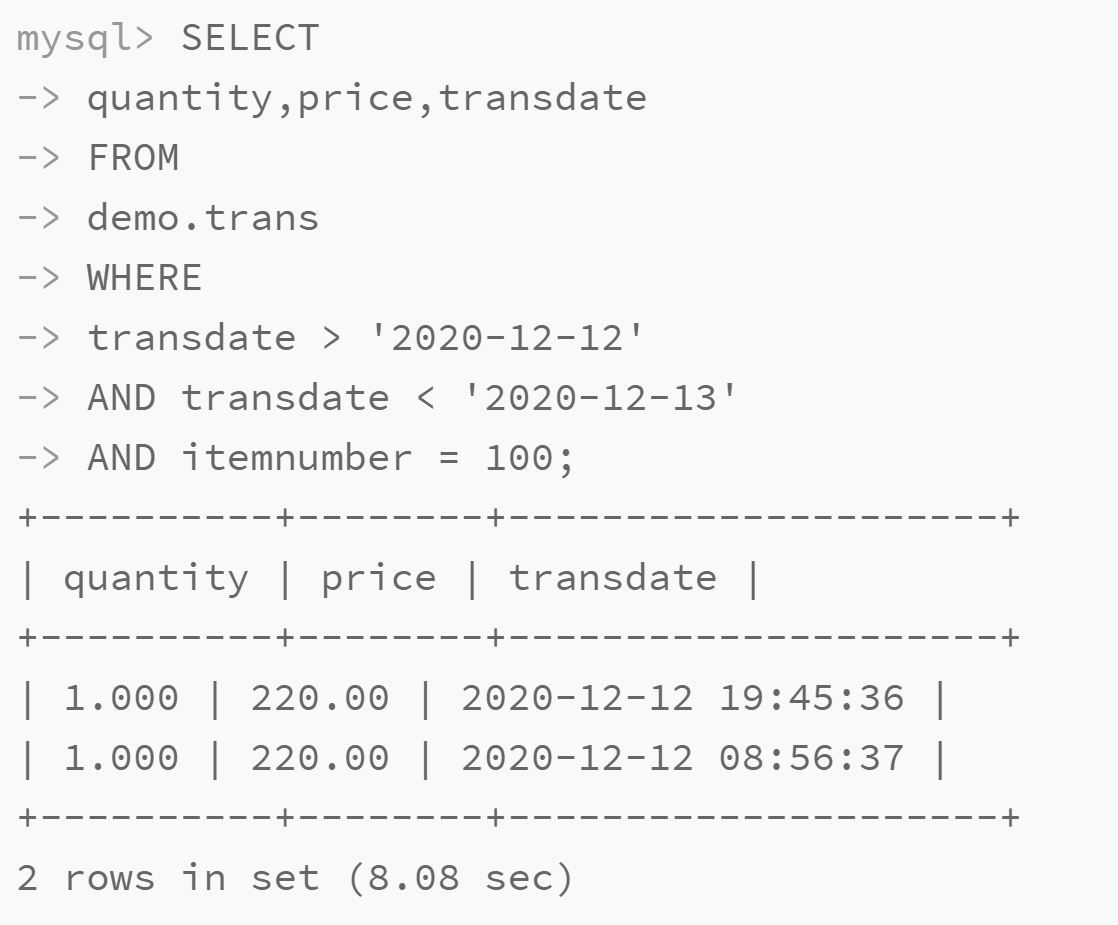 mysql> SELECT
-> quantity,price,transdate
-> FROM
-> demo.trans
-> WHERE
-> transdate > '2020-12-12'
-> AND transdate < '2020-12-13'
-> AND itemnumber = 100;
+----------+--------+---------------------+
| quantity | price | transdate |
+----------+--------+---------------------+
| 1.000 | 220.00 | 2020-12-12 19:45:36 |
| 1.000 | 220.00 | 2020-12-12 08:56:37 |
+----------+--------+---------------------+
2 rows in set (8.08 sec)